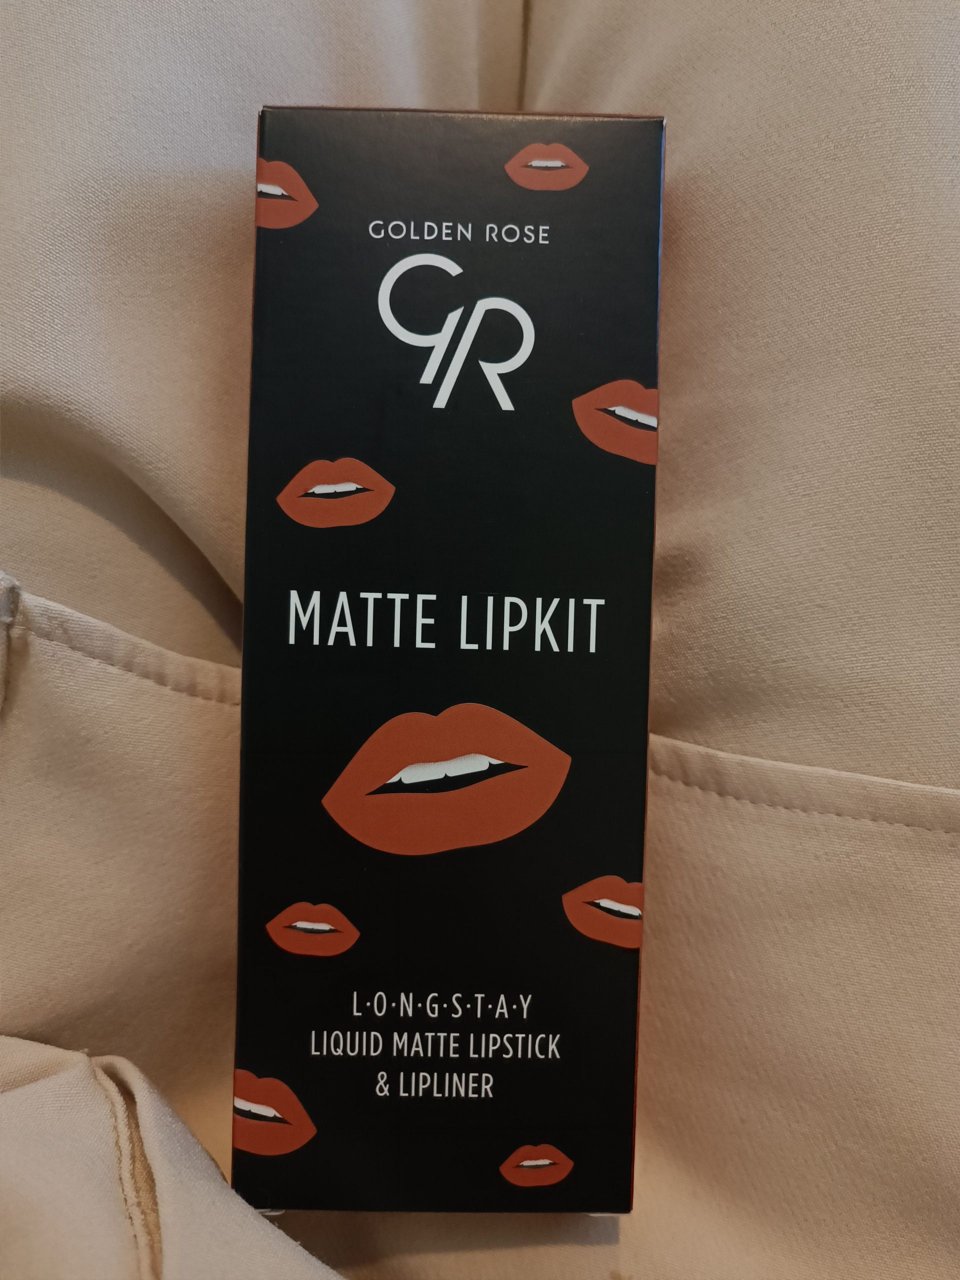 GOLDEN ROSE
GR
MATTE LIPKIT
L·O·N·G·S·T·A·Y
LIQUID MATTE LIPSTICK
& LIPLINER